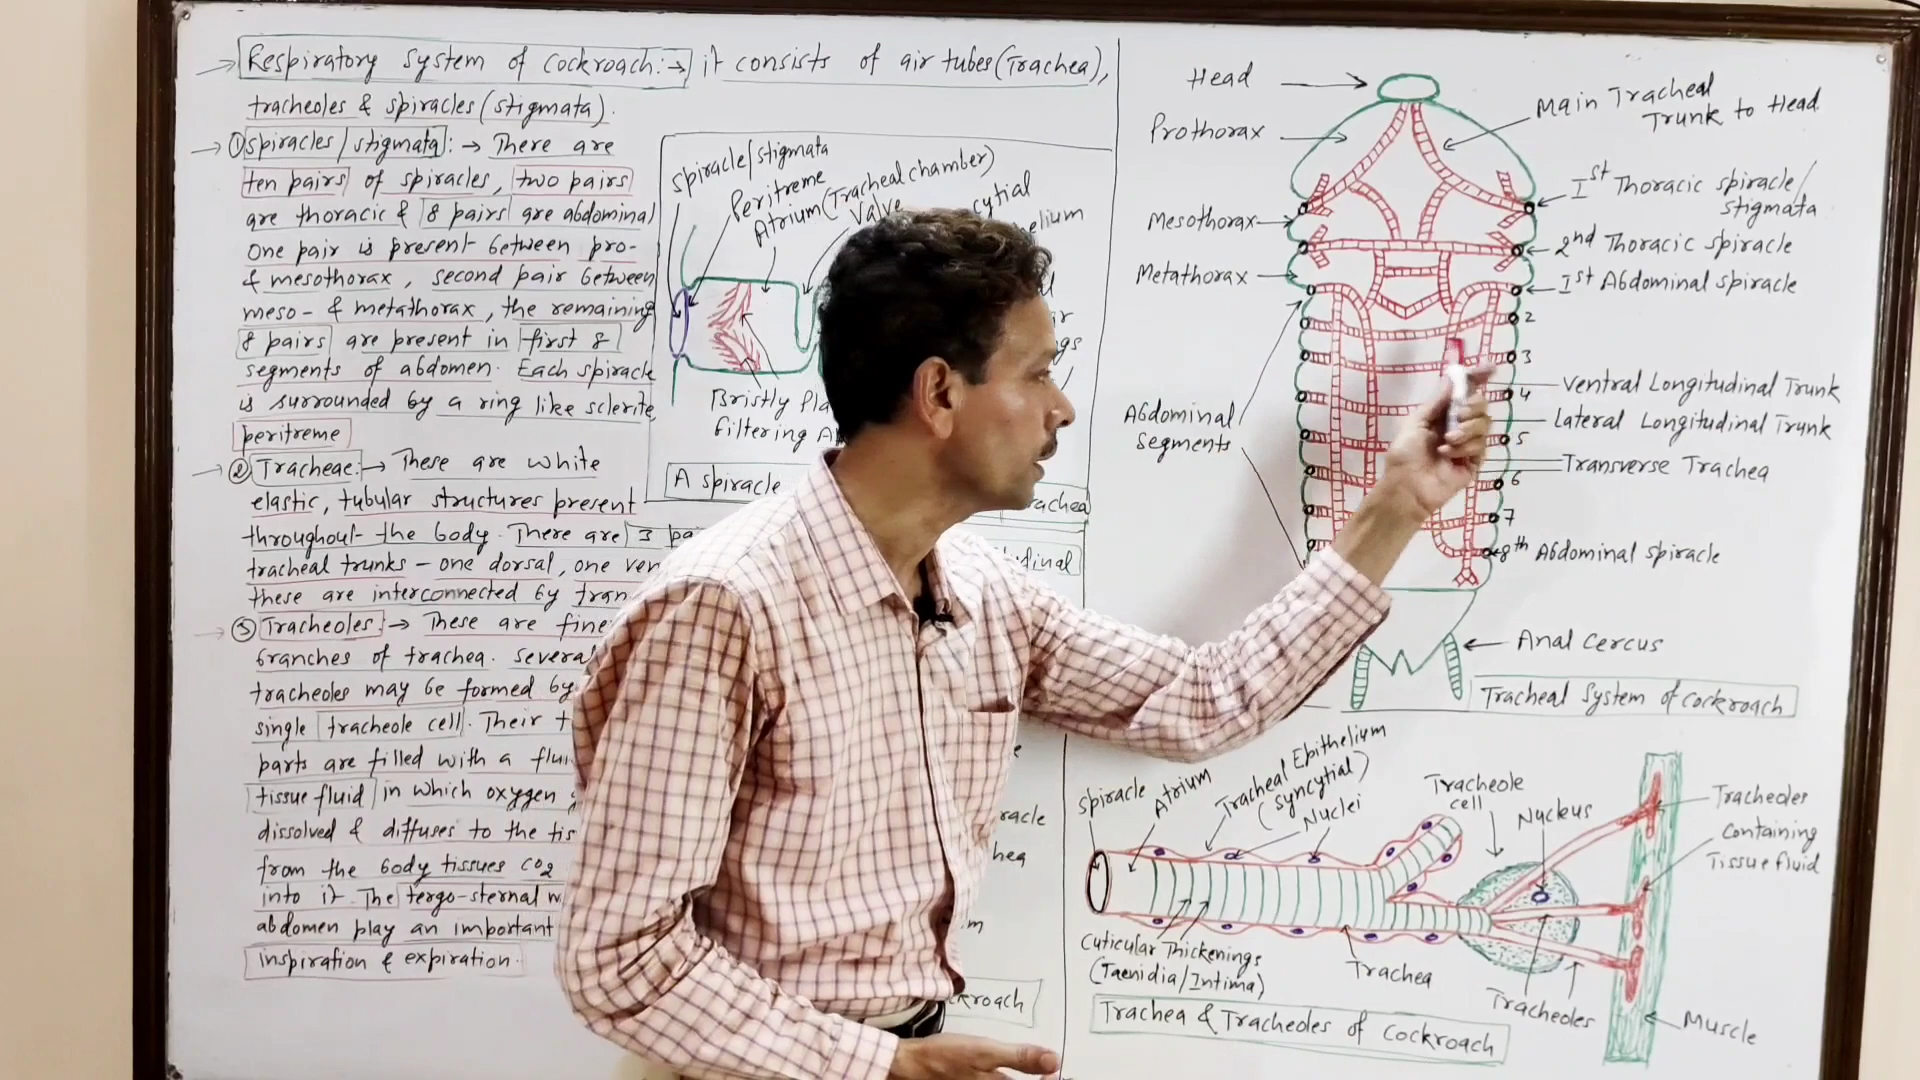 → Respiratory System of Cockroach:→ it consists of air tubes (Trachea),
tracheoles & spiracles (stigmata).
→ ① spiracles/stigmata:→ There are
ten pairs of spiracles, two pairs
are thoracic & 8 pairs are abdominal
One pair is present between pro-
& mesothorax, second pair between
meso- & metathorax, the remaining
8 pairs are present in first 8
segments of abdomen. Each spiracle
is surrounded by a ring like sclerite
peritreme
→ ② Tracheae:→ These are white
elastic, tubular structures present
throughout the body. There are 3
tracheal trunks - one dorsal, one
these are interconnected by
→ ③ Tracheoles:→ These are fine
branches of trachea. Several
tracheoles may be formed by
single tracheole cell. Their
parts are filled with a
tissue fluid in which oxygen
dissolved & diffuses to the
from the body tissues CO2
into it. The tergo-sternal
abdomen play an important
inspiration & expiration.
spiracle/stigmata
Peritreme
Atrium (Tracheal chamber)
Valve
Bristly
filtering
A spiracle
Head
Prothorax
Mesothorax
Metathorax
Abdominal
segments
Main Tracheal
Trunk to Head
Ist Thoracic spiracle/
stigmata
2nd Thoracic spiracle
Ist Abdominal spiracle
2
3
4
5
6
7
Ventral Longitudinal Trunk
Lateral Longitudinal Trunk
Transverse Trachea
8th Abdominal spiracle
Anal Cercus
Tracheal System of Cockroach
spiracle
Atrium
Tracheal Epithelium
(syncytial)
Nuclei
Tracheole
cell
Nucleus
Tracheoles
Containing
Tissue fluid
Cuticular Thickenings
(Taenidia/Intima)
Trachea
Tracheoles
Muscle
Trachea & Tracheoles of Cockroach